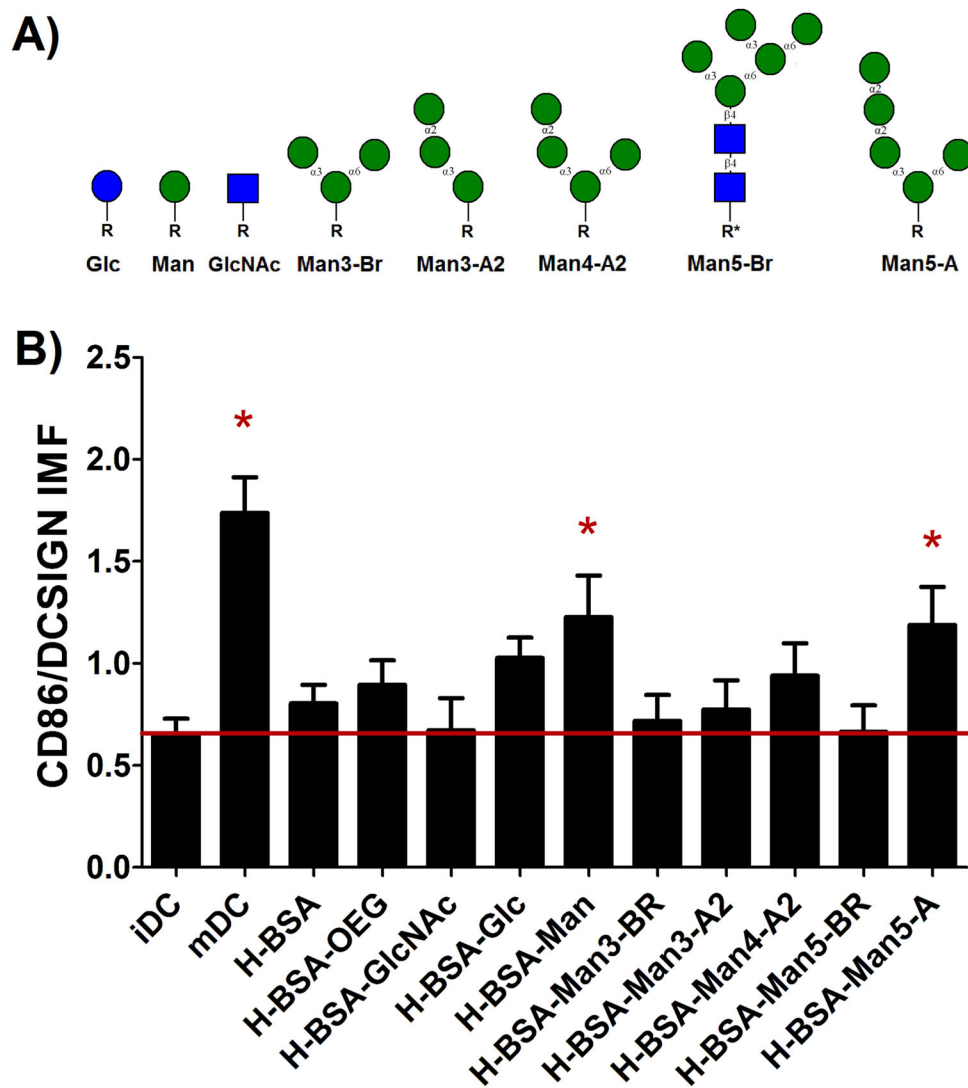 A)
α3 α6 α2 α3 α2 α3 α6 α3 α6 α3 α6 β4 β4 α2 α2 α3 α6
R R R R R R R* R
Glc Man GlcNAc Man3-Br Man3-A2 Man4-A2 Man5-Br Man5-A
B)
CD86/DCSIGN IMF
2.5
2.0
1.5
1.0
0.5
0.0
* * *
iDC
mDC
H-BSA
H-BSA-OEG
H-BSA-GlcNAc
H-BSA-Glc
H-BSA-Man
H-BSA-Man3-BR
H-BSA-Man3-A2
H-BSA-Man4-A2
H-BSA-Man5-BR
H-BSA-Man5-A